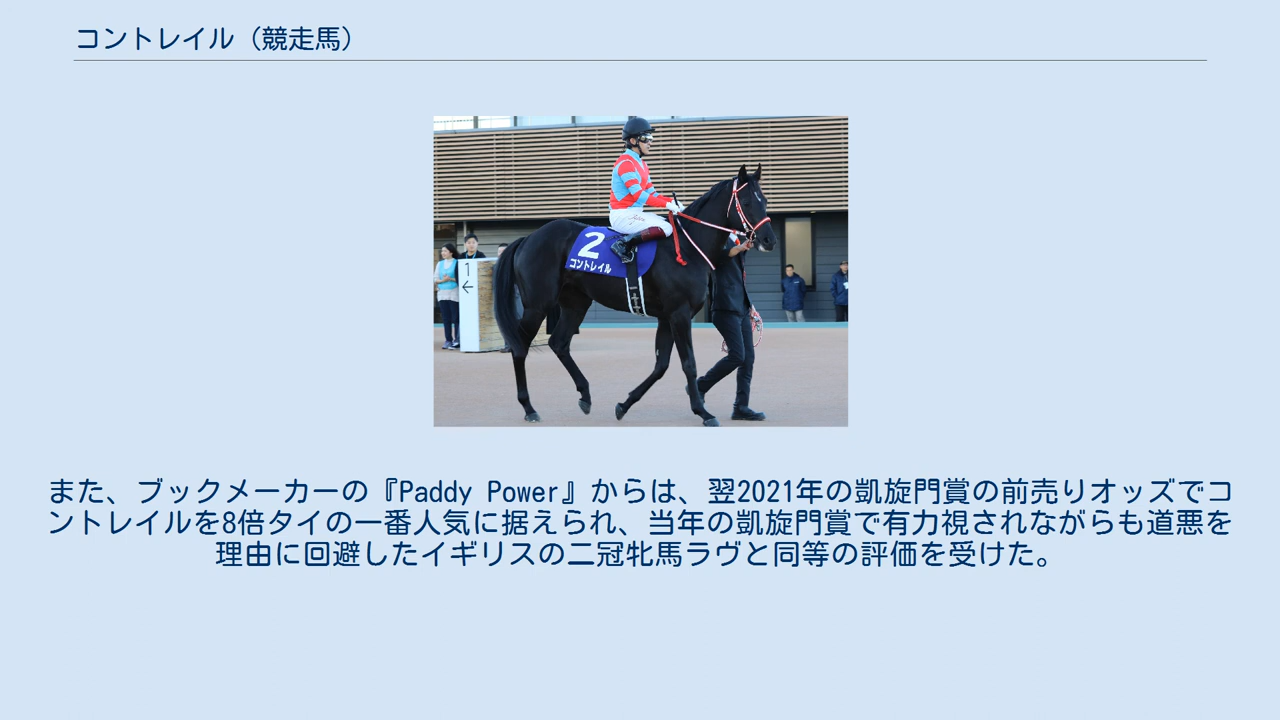 コントレイル（競走馬）
2
コントレイル
1
←
また、ブックメーカーの『Paddy Power』からは、翌2021年の凱旋門賞の前売りオッズでコ
ントレイルを8倍タイの一番人気に据えられ、当年の凱旋門賞で有力視されながらも道悪を
理由に回避したイギリスの二冠牝馬ラヴと同等の評価を受けた。